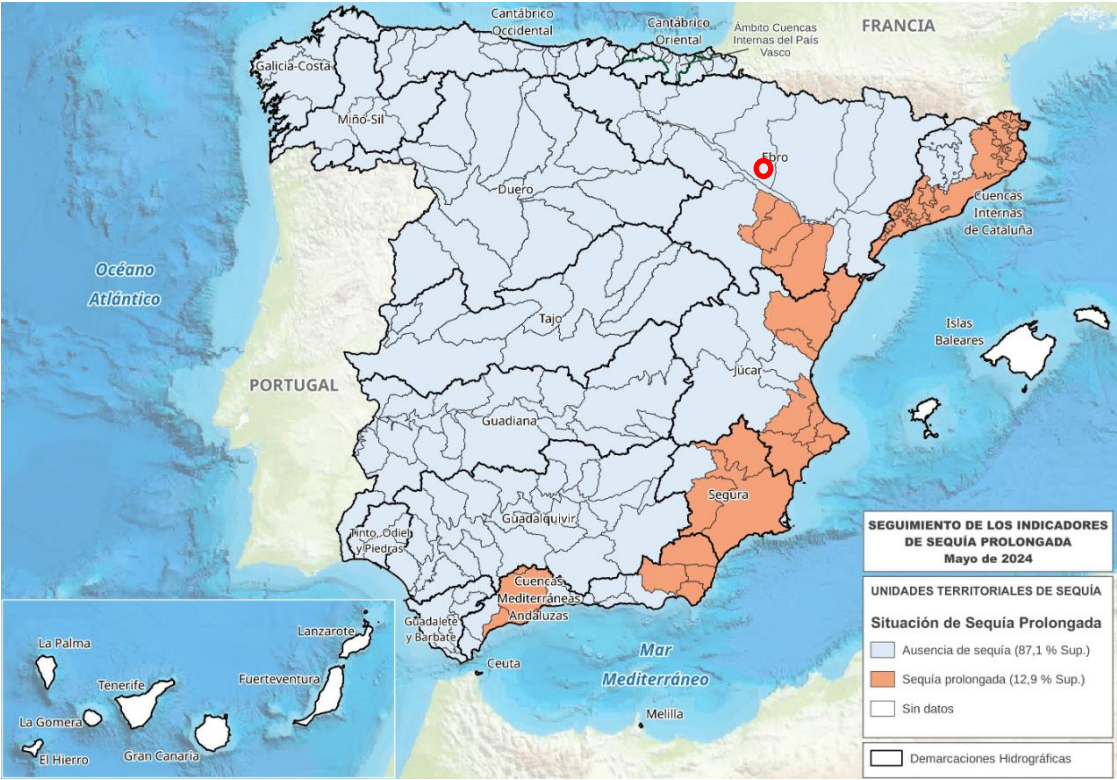 Cantábrico
Occidental
Cantábrico
Oriental
Ámbito Cuencas
Internas del País
Vasco
FRANCIA
Galicia-Costa
Miño-Sil
Ebro
Duero
Cuencas
Internas
de Cataluña
Océano
Atlántico
Tajo
Islas
Baleares
Júcar
PORTUGAL
Guadiana
Segura
Guadalquivir
Tinto, Odiel
y Piedras
Cuencas
Mediterráneas
Andaluzas
Guadalete
y Barbate
Ceuta
Mar
Mediterráneo
Melilla
La Palma
Lanzarote
Tenerife
Fuerteventura
La Gomera
El Hierro
Gran Canaria
SEGUIMIENTO DE LOS INDICADORES
DE SEQUÍA PROLONGADA
Mayo de 2024
UNIDADES TERRITORIALES DE SEQUÍA
Situación de Sequía Prolongada
Ausencia de sequía (87,1 % Sup.)
Sequía prolongada (12,9 % Sup.)
Sin datos
Demarcaciones Hidrográficas